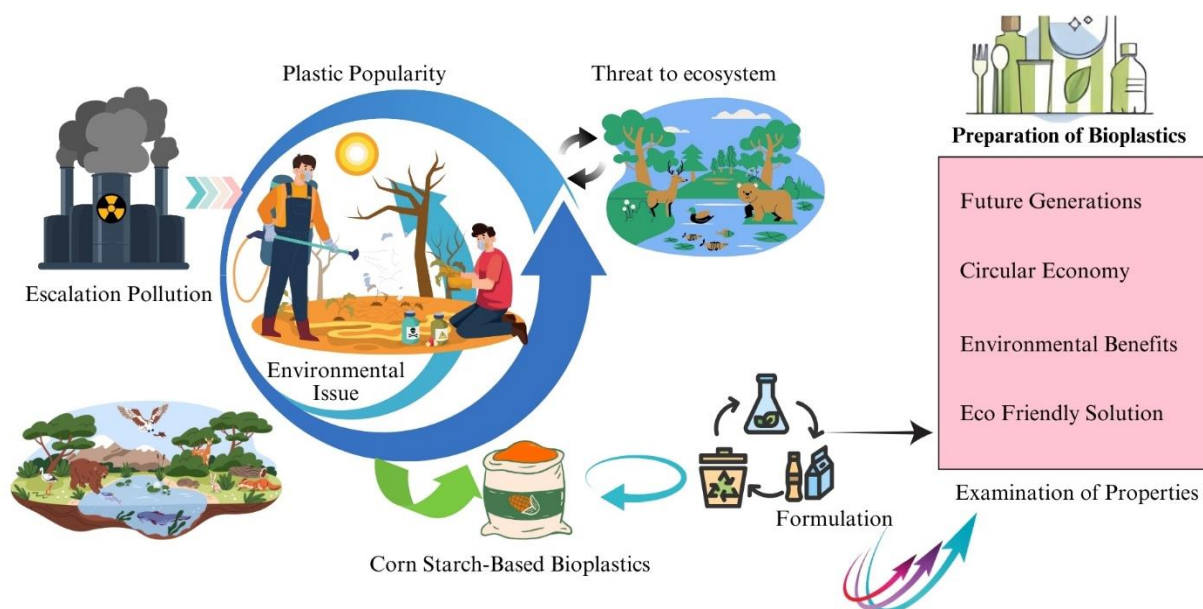 Plastic Popularity
Threat to ecosystem
Preparation of Bioplastics
Future Generations
Circular Economy
Environmental Benefits
Eco Friendly Solution
Escalation Pollution
Environmental
Issue
Examination of Properties
Formulation
Corn Starch-Based Bioplastics